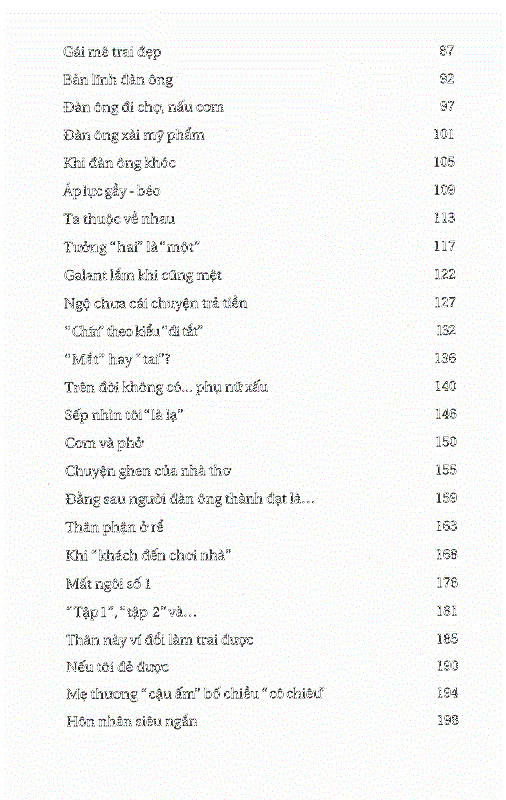 Gái mê trai đẹp 87
Bản lĩnh đàn ông 92
Đàn ông đi chợ, nấu cơm 97
Đàn ông xài mỹ phẩm 101
Khi đàn ông khóc 105
Áp lực gầy - béo 109
Ta thuộc về nhau 113
Tưởng "hai" là "một" 117
Galant lắm khi cũng mệt 122
Ngộ chưa cái chuyện trả tiền 127
"Chít" theo kiểu "đi tắt" 132
"Mắt" hay "tai"? 136
Trên đời không có... phụ nữ xấu 140
Sếp nhìn tôi "là lạ" 146
Cơm và phở 150
Chuyện ghen của nhà thơ 155
Đằng sau người đàn ông thành đạt là... 159
Thân phận ở rể 163
Khi "khách đến chơi nhà" 168
Mất ngôi số 1 176
"Tập 1", "tập 2" và... 181
Thân này ví đổi làm trai được 185
Nếu tôi đẻ được 190
Mẹ thương "cậu ấm" bố chiều "cô chiêu" 194
Hôn nhân siêu ngắn 198